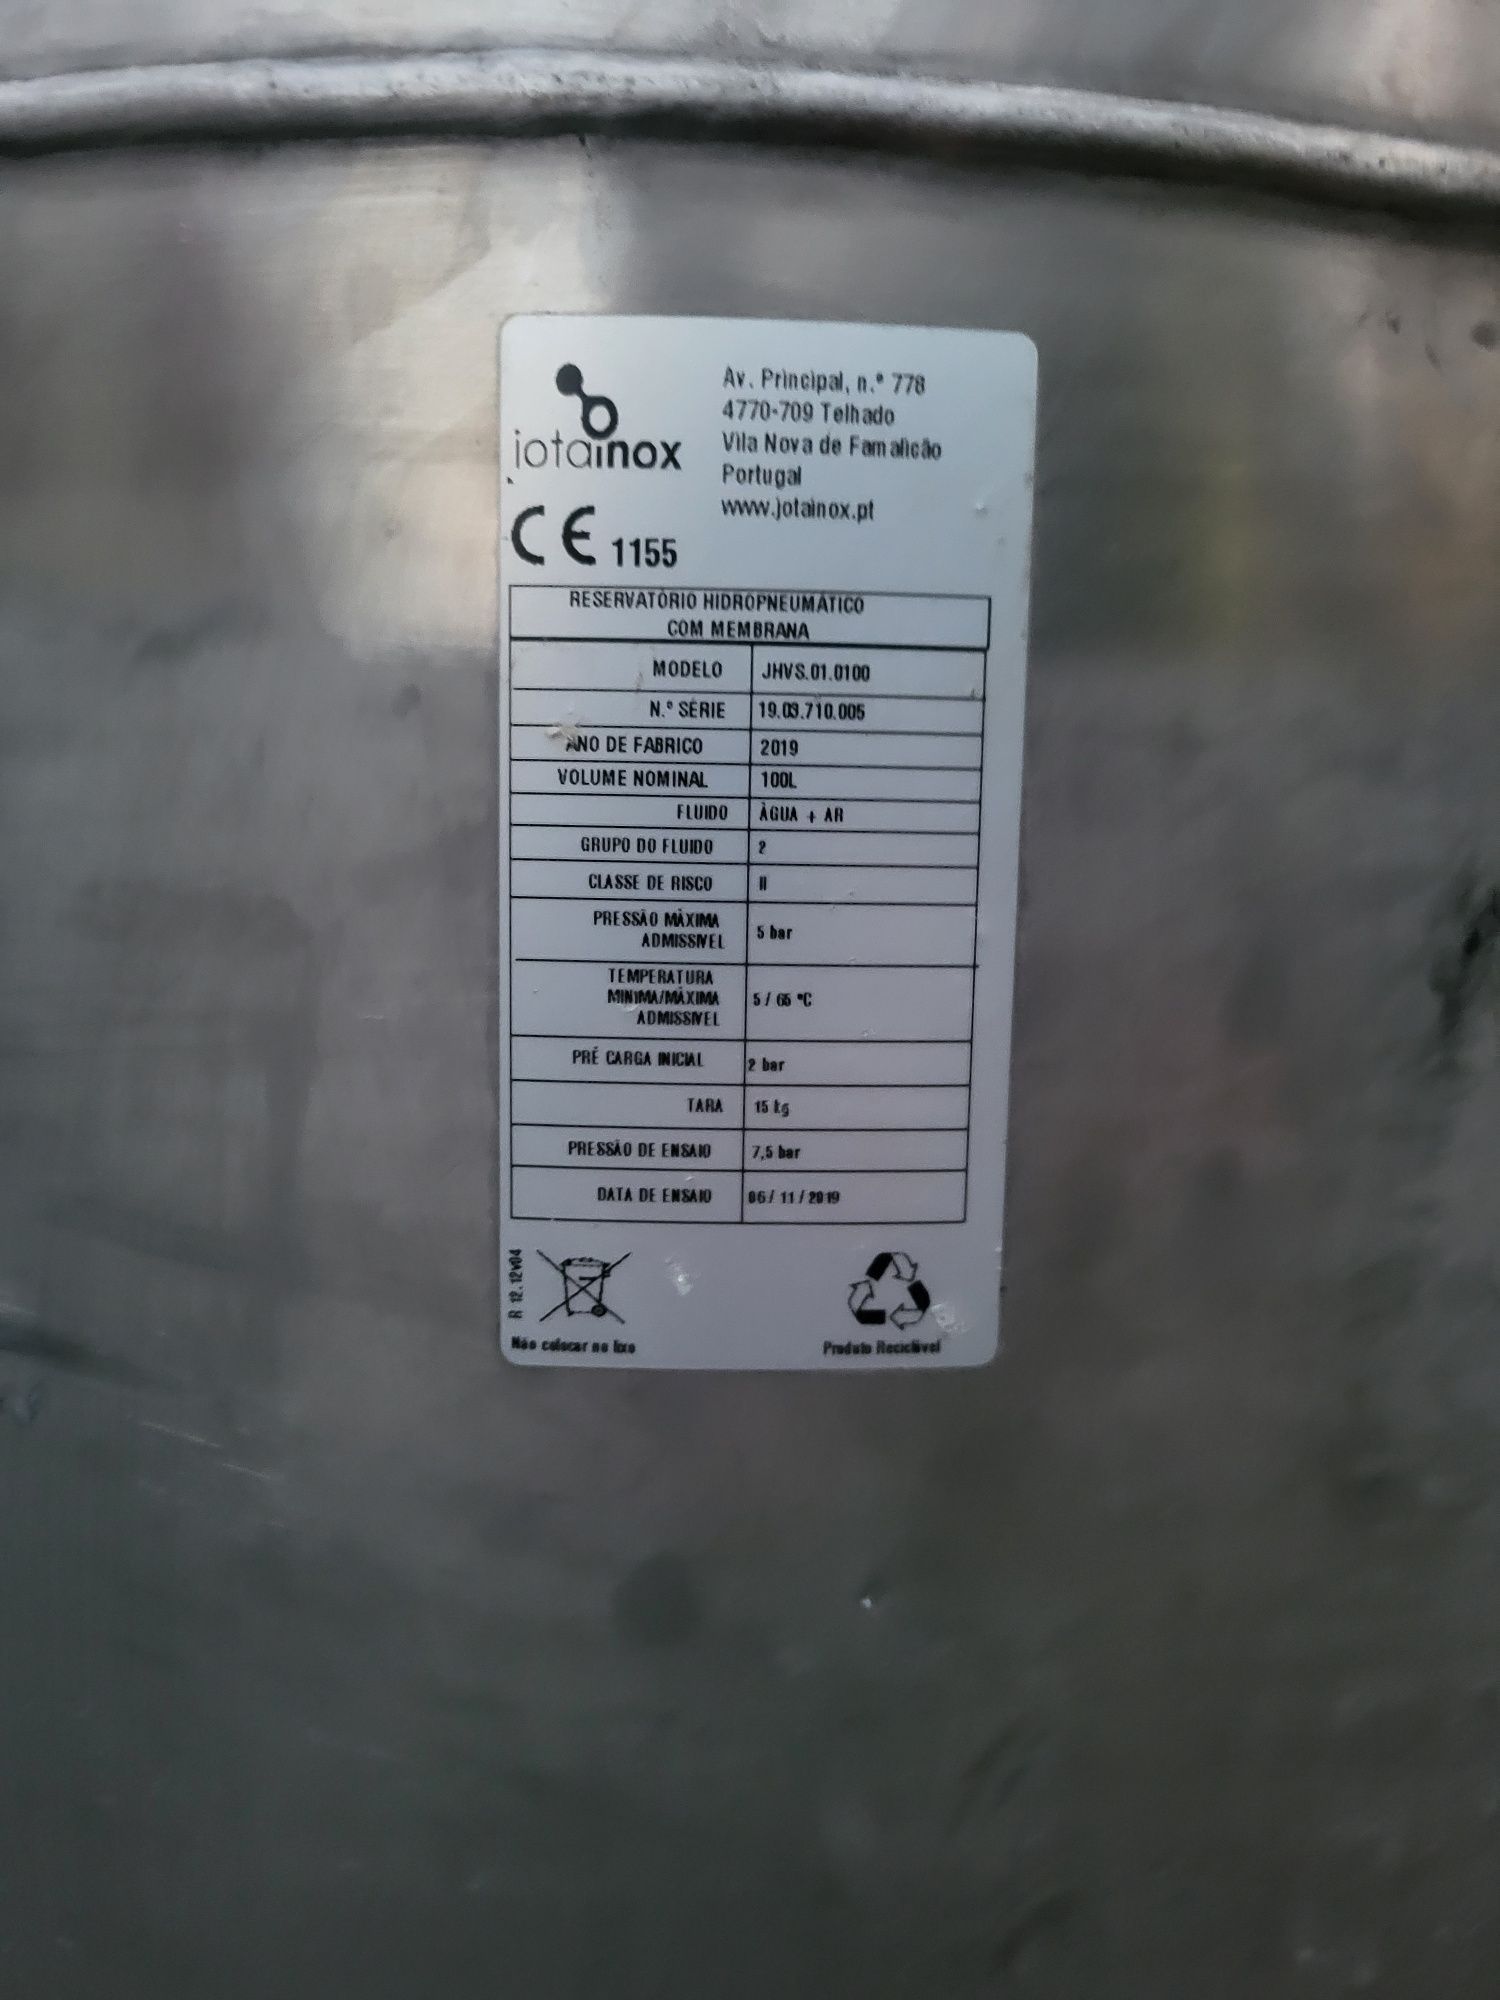 jotainox
Av. Principal, n.º 778
4770-709 Telhado
Vila Nova de Famalicão
Portugal
www.jotainox.pt
CE 1155
RESERVATÓRIO HIDROPNEUMÁTICO
COM MEMBRANA
MODELO JHVS.01.0100
N.º SÉRIE 19.03.710.005
ANO DE FABRICO 2019
VOLUME NOMINAL 100L
FLUIDO ÀGUA + AR
GRUPO DO FLUIDO 2
CLASSE DE RISCO II
PRESSÃO MÁXIMA
ADMISSIVEL 5 bar
TEMPERATURA
MINIMA/MÁXIMA
ADMISSIVEL 5 / 65 ºC
PRÉ CARGA INICIAL 2 bar
TARA 15 kg
PRESSÃO DE ENSAIO 7,5 bar
DATA DE ENSAIO 06/ 11 / 2019
R 12.12v04
Não colocar no lixo
Produto Reciclável